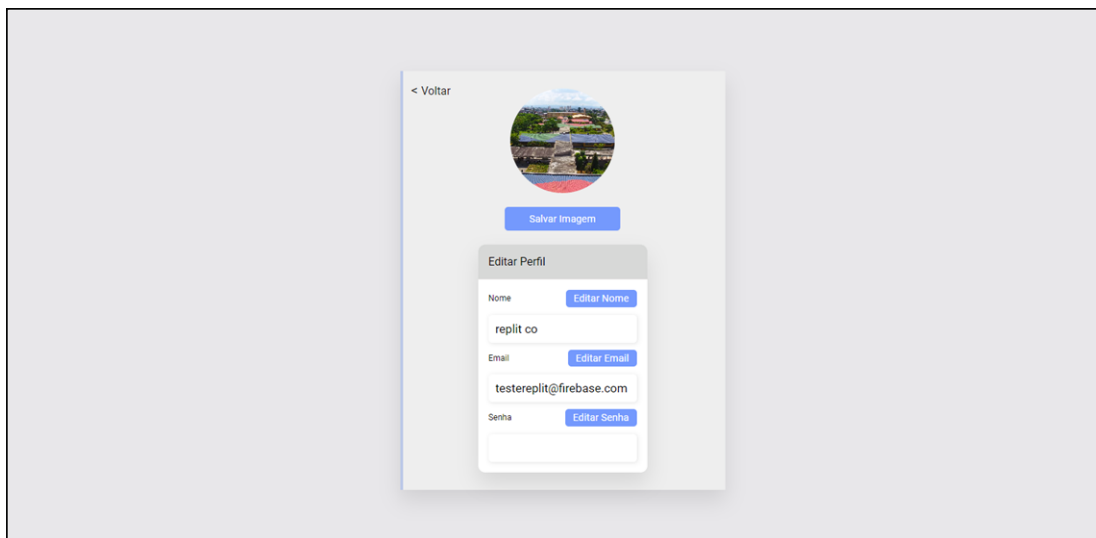 < Voltar
Salvar Imagem
Editar Perfil
Nome
Editar Nome
replit co
Email
Editar Email
testereplit@firebase.com
Senha
Editar Senha